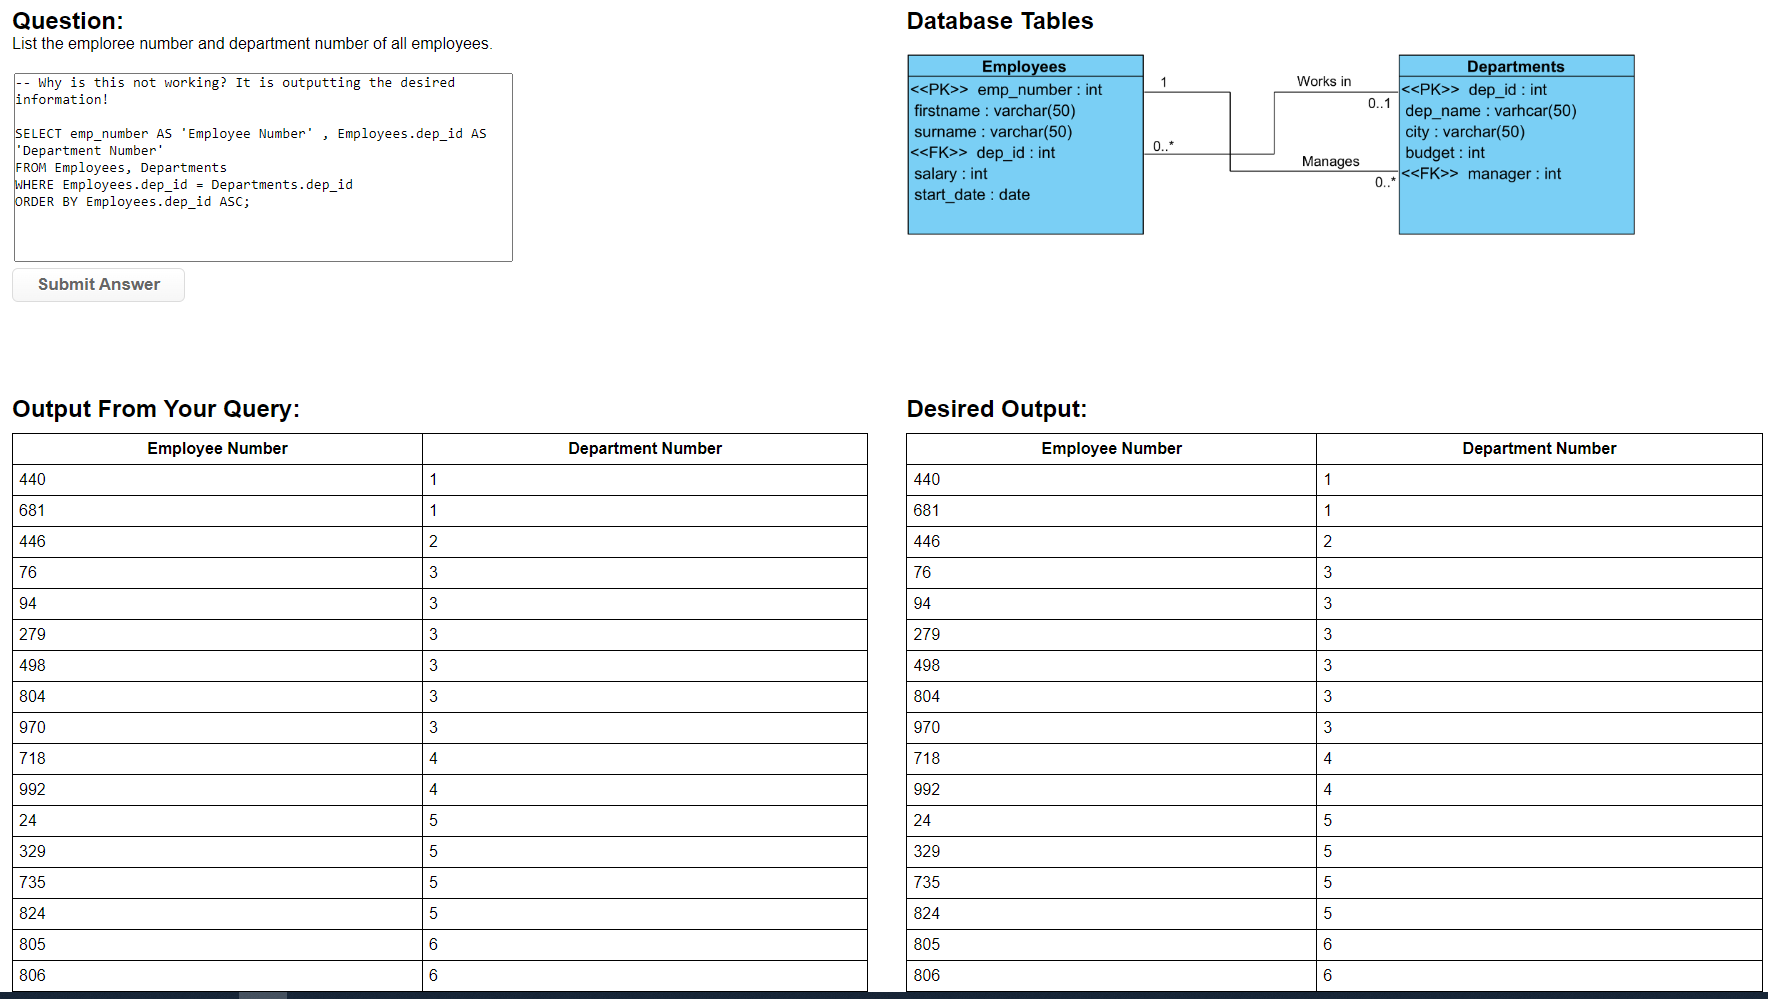 Question:
List the emploree number and department number of all employees.
-- Why is this not working? It is outputting the desired
information!
SELECT emp_number AS 'Employee Number' , Employees.dep_id AS
'Department Number'
FROM Employees, Departments
WHERE Employees.dep_id = Departments.dep_id
ORDER BY Employees.dep_id ASC;
Submit Answer
Database Tables
Employees
<<PK>> emp_number : int
firstname : varchar(50)
surname : varchar(50)
<<FK>> dep_id : int
salary : int
start_date : date
1
0..*
Works in
0..1
Manages
0..*
Departments
<<PK>> dep_id : int
dep_name : varhcar(50)
city : varchar(50)
budget : int
<<FK>> manager : int
Output From Your Query:
Employee Number Department Number
440 1
681 1
446 2
76 3
94 3
279 3
498 3
804 3
970 3
718 4
992 4
24 5
329 5
735 5
824 5
805 6
806 6
Desired Output:
Employee Number Department Number
440 1
681 1
446 2
76 3
94 3
279 3
498 3
804 3
970 3
718 4
992 4
24 5
329 5
735 5
824 5
805 6
806 6